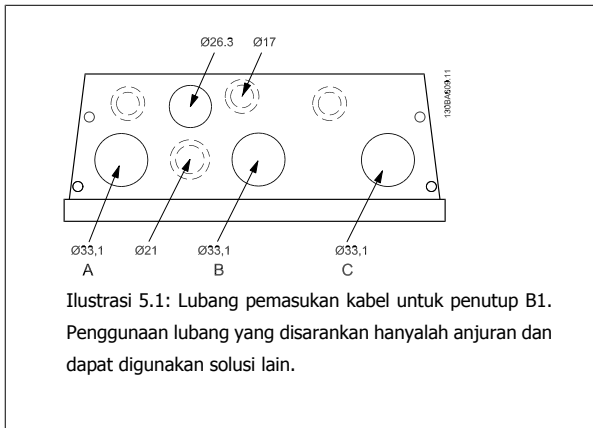 Ø26.3 Ø17
130BA609.11
Ø33,1 Ø21 Ø33,1 Ø33,1
A B C
Ilustrasi 5.1: Lubang pemasukan kabel untuk penutup B1.
Penggunaan lubang yang disarankan hanyalah anjuran dan
dapat digunakan solusi lain.